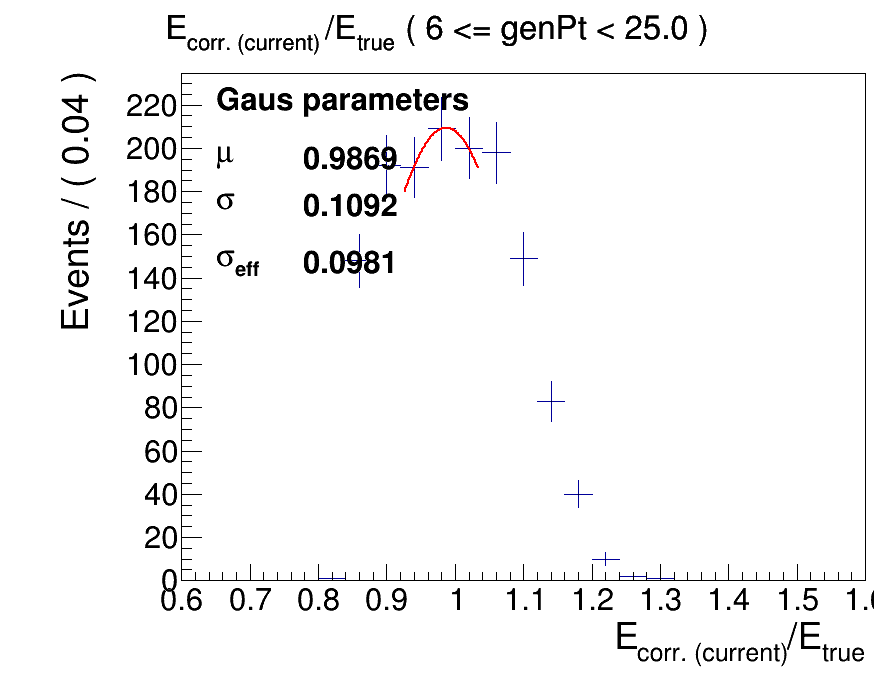 E_corr. (current)/E_true ( 6 <= genPt < 25.0 )
Events / ( 0.04 )
220
200
180
160
140
120
100
80
60
40
20
0
Gaus parameters
μ 0.9869
σ 0.1092
σ_eff 0.0981
0.6 0.7 0.8 0.9 1 1.1 1.2 1.3 1.4 1.5 1.6
E_corr. (current)/E_true